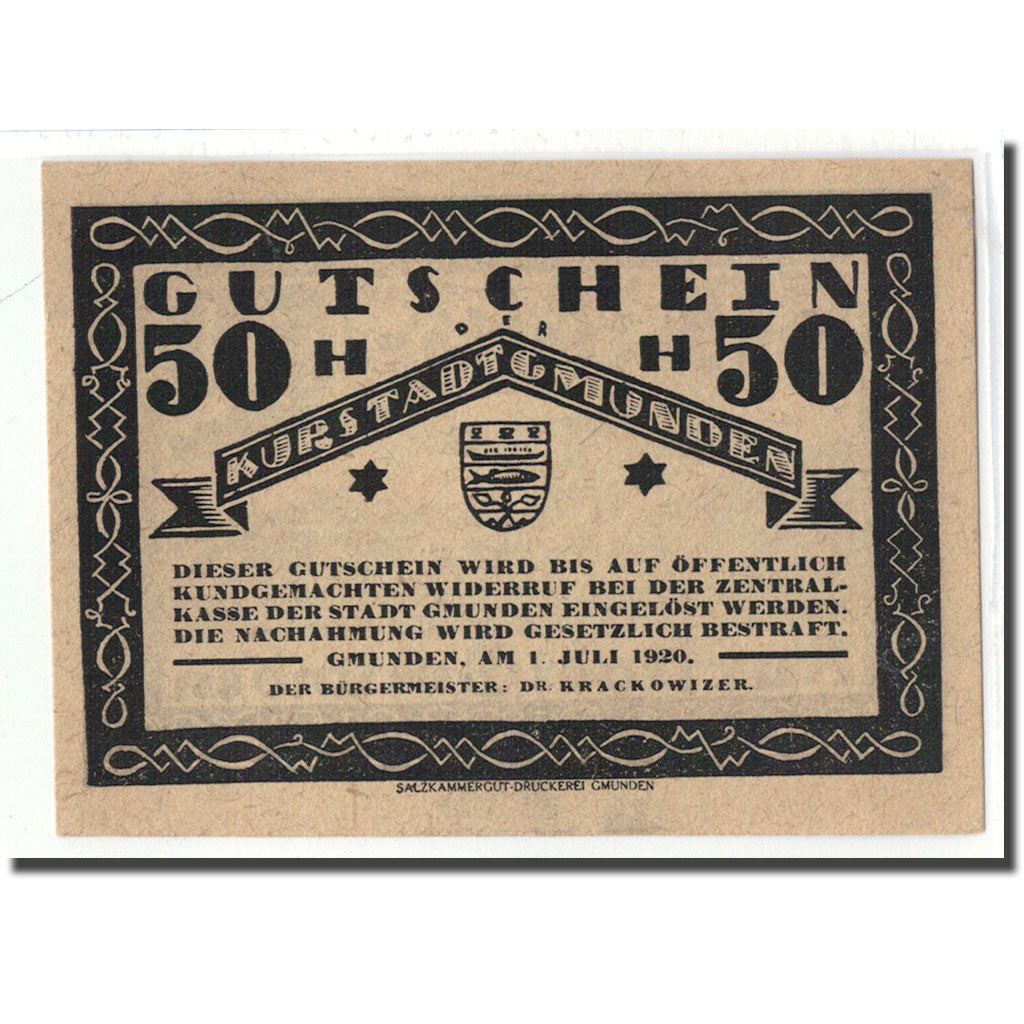 GUTSCHEIN
50 H DER H 50
KURSTADT GMUNDEN
DIESER GUTSCHEIN WIRD BIS AUF ÖFFENTLICH
KUNDGEMACHTEN WIDERRUF BEI DER ZENTRAL-
KASSE DER STADT GMUNDEN EINGELÖST WERDEN.
DIE NACHAHMUNG WIRD GESETZLICH BESTRAFT.
GMUNDEN, AM 1. JULI 1920.
DER BÜRGERMEISTER: DR. KRACKOWIZER.
SALZKAMMERGUT-DRUCKEREI GMUNDEN